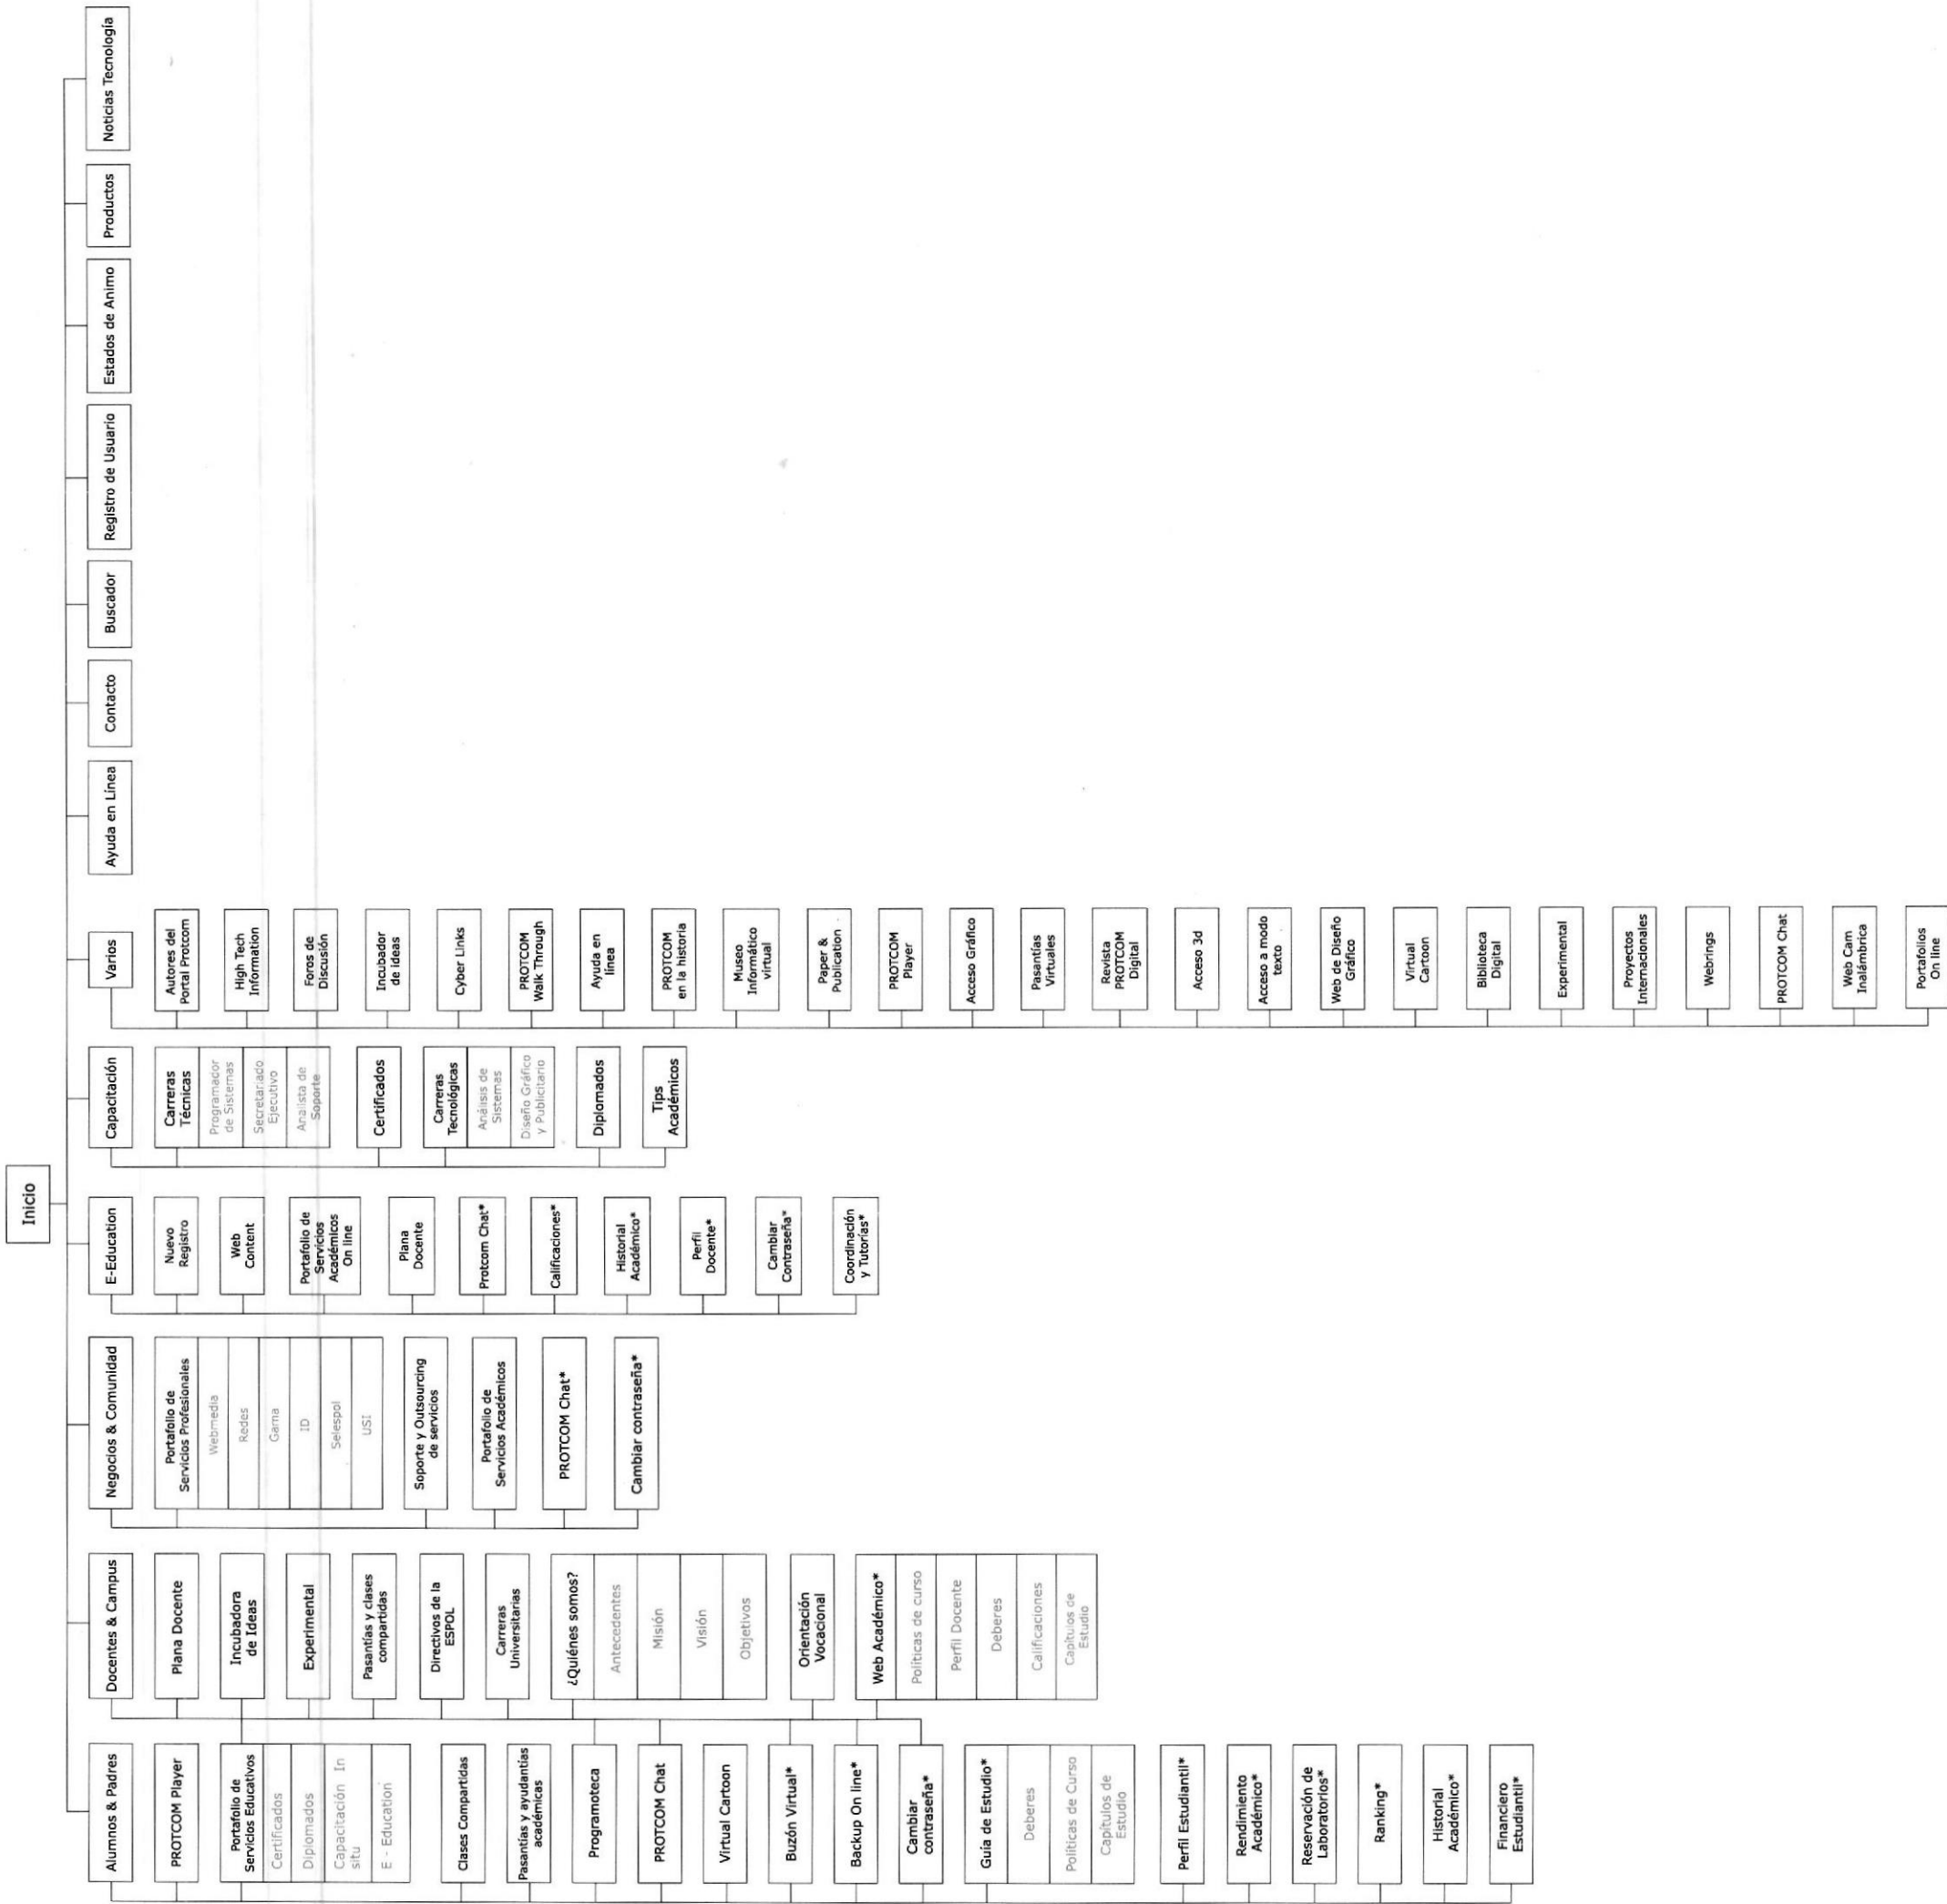 Inicio
Alumnos & Padres
Docentes & Campus
Negocios & Comunidad
E-Education
Capacitación
Varios
Ayuda en Línea
Contacto
Buscador
Registro de Usuario
Estados de Animo
Productos
Noticias Tecnología
PROTCOM Player
Portafolio de
Servicios Educativos
Certificados
Diplomados
Capacitación In
situ
E - Education
Clases Compartidas
Pasantías y ayudantías
académicas
Programoteca
PROTCOM Chat
Virtual Cartoon
Buzón Virtual*
Backup On line*
Cambiar
contraseña*
Guia de Estudio*
Deberes
Políticas de Curso
Capítulos de
Estudio
Perfil Estudiantil*
Rendimiento
Académico*
Reservación de
Laboratorios*
Ranking*
Historial
Académico*
Financiero
Estudiantil*
Plana Docente
Incubadora
de Ideas
Experimental
Pasantías y clases
compartidas
Directivos de la
ESPOL
Carreras
Universitarias
¿Quiénes somos?
Antecedentes
Misión
Visión
Objetivos
Orientación
Vocacional
Web Académico*
Políticas de curso
Perfil Docente
Deberes
Calificaciones
Capítulos de
Estudio
Portafolio de
Servicios Profesionales
Webmedia
Redes
Gama
ID
Selespol
USI
Soporte y Outsourcing
de servicios
Portafolio de
Servicios Académicos
PROTCOM Chat*
Cambiar contraseña*
Nuevo
Registro
Web
Content
Portafolio de
Servicios
Académicos
On line
Plana
Docente
Protcom Chat*
Calificaciones*
Historial
Académico*
Perfil
Docente*
Cambiar
Contraseña*
Coordinación
y Tutorías*
Carreras
Técnicas
Programador
de Sistemas
Secretariado
Ejecutivo
Analista de
Soporte
Certificados
Carreras
Tecnológicas
Análisis de
Sistemas
Diseño Gráfico
y Publicitario
Diplomados
Tips
Académicos
Autores del
Portal Protcom
High Tech
Information
Foros de
Discusión
Incubador
de ideas
Cyber Links
PROTCOM
Walk Through
Ayuda en
línea
PROTCOM
en la historia
Museo
Informático
virtual
Paper &
Publication
PROTCOM
Player
Acceso Gráfico
Pasantías
Virtuales
Revista
PROTCOM
Digital
Acceso 3d
Acceso a modo
texto
Web de Diseño
Gráfico
Virtual
Cartoon
Biblioteca
Digital
Experimental
Proyectos
Internacionales
Webrings
PROTCOM Chat
Web Cam
Inalámbrica
Portafolios
On line